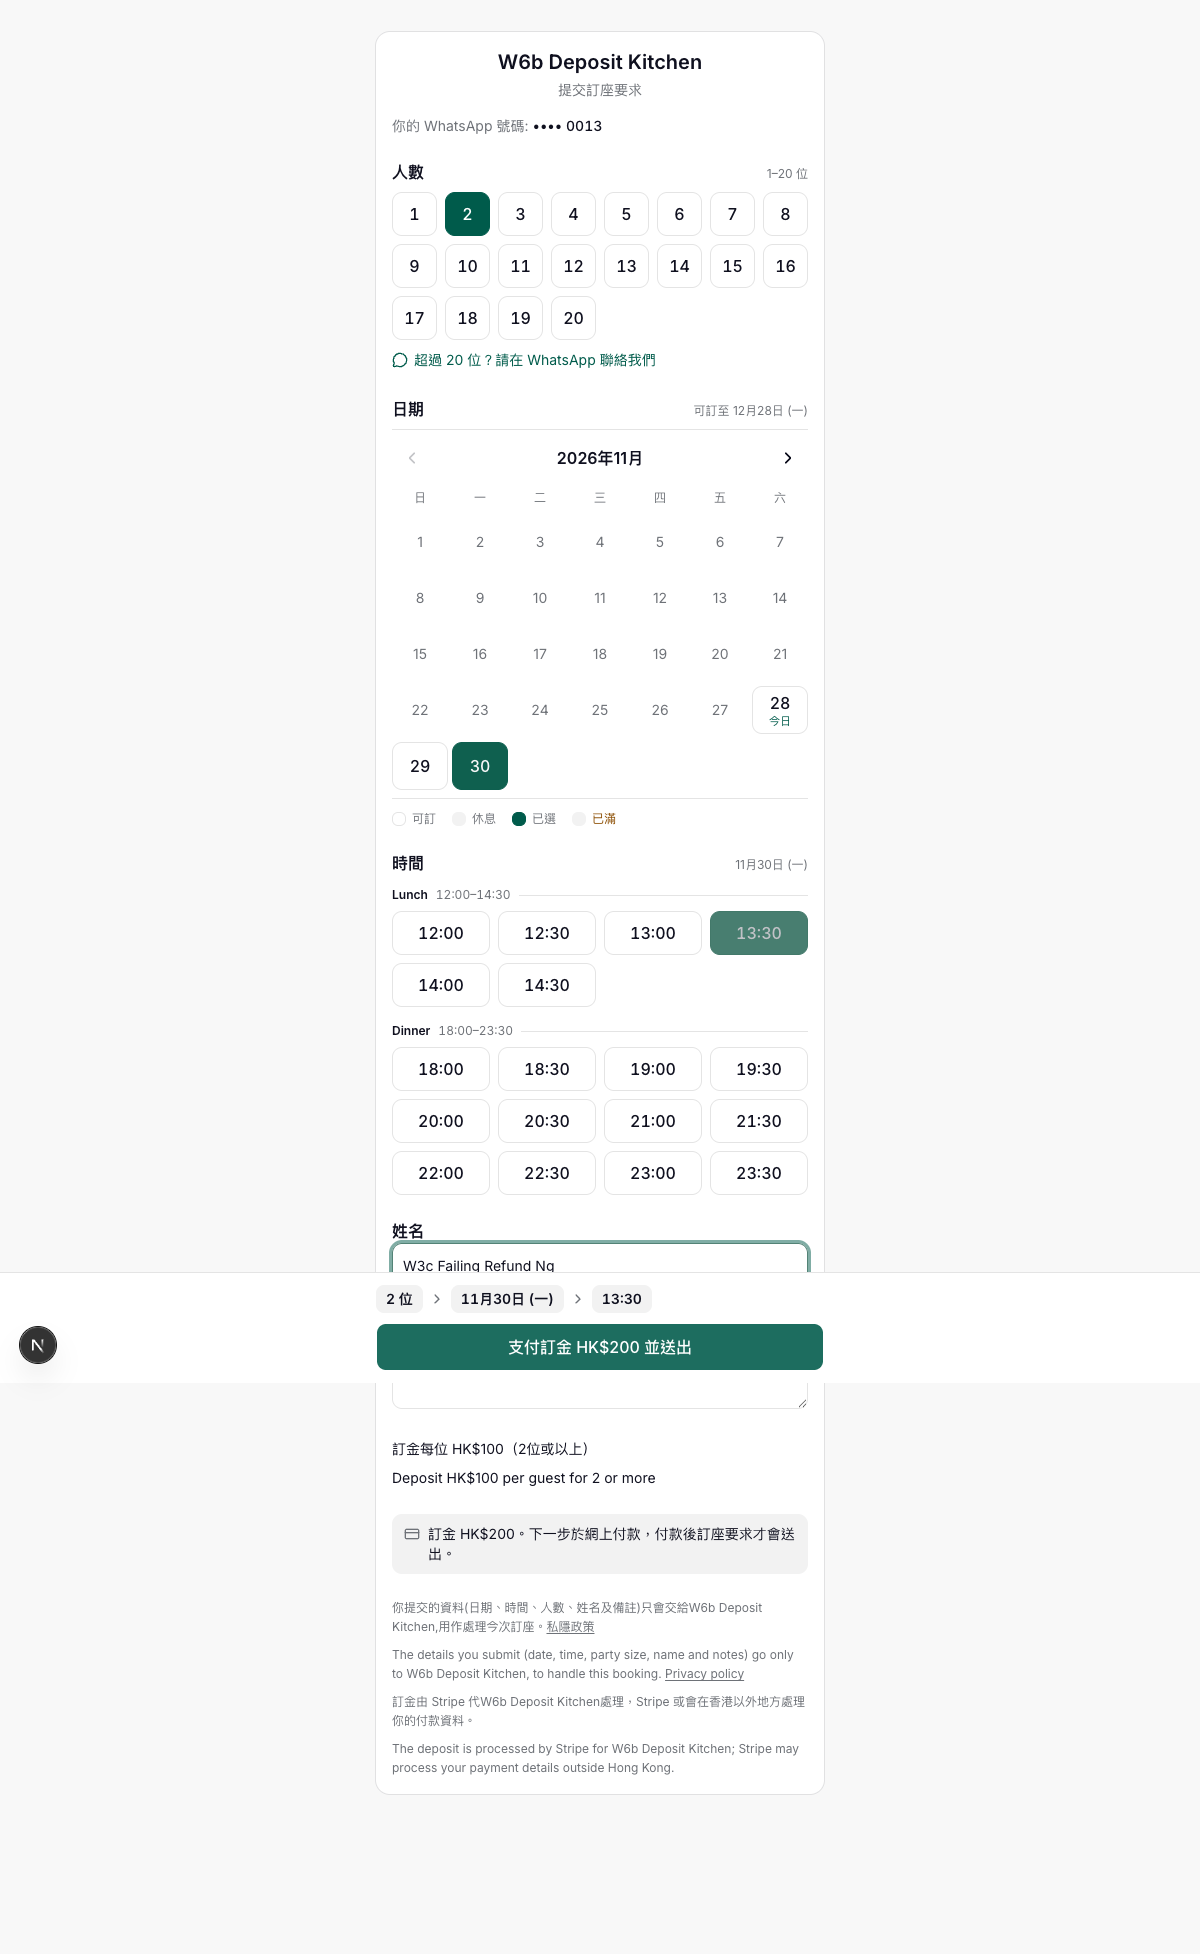 W6b Deposit Kitchen
提交訂座要求
你的 WhatsApp 號碼: •••• 0013
人數 1–20 位
1 2 3 4 5 6 7 8
9 10 11 12 13 14 15 16
17 18 19 20
超過 20 位？請在 WhatsApp 聯絡我們
日期 可訂至 12月28日 (一)
2026年11月
日 一 二 三 四 五 六
1 2 3 4 5 6 7
8 9 10 11 12 13 14
15 16 17 18 19 20 21
22 23 24 25 26 27 28
今日
29 30
可訂 休息 已選 已滿
時間 11月30日 (一)
Lunch 12:00–14:30
12:00 12:30 13:00 13:30
14:00 14:30
Dinner 18:00–23:30
18:00 18:30 19:00 19:30
20:00 20:30 21:00 21:30
22:00 22:30 23:00 23:30
姓名
W3c Failing Refund Ng
2 位 11月30日 (一) 13:30
N
支付訂金 HK$200 並送出
訂金每位 HK$100（2位或以上）
Deposit HK$100 per guest for 2 or more
訂金 HK$200。下一步於網上付款，付款後訂座要求才會送
出。
你提交的資料(日期、時間、人數、姓名及備註)只會交給W6b Deposit
Kitchen,用作處理今次訂座。私隱政策
The details you submit (date, time, party size, name and notes) go only
to W6b Deposit Kitchen, to handle this booking. Privacy policy
訂金由 Stripe 代W6b Deposit Kitchen處理，Stripe 或會在香港以外地方處理
你的付款資料。
The deposit is processed by Stripe for W6b Deposit Kitchen; Stripe may
process your payment details outside Hong Kong.